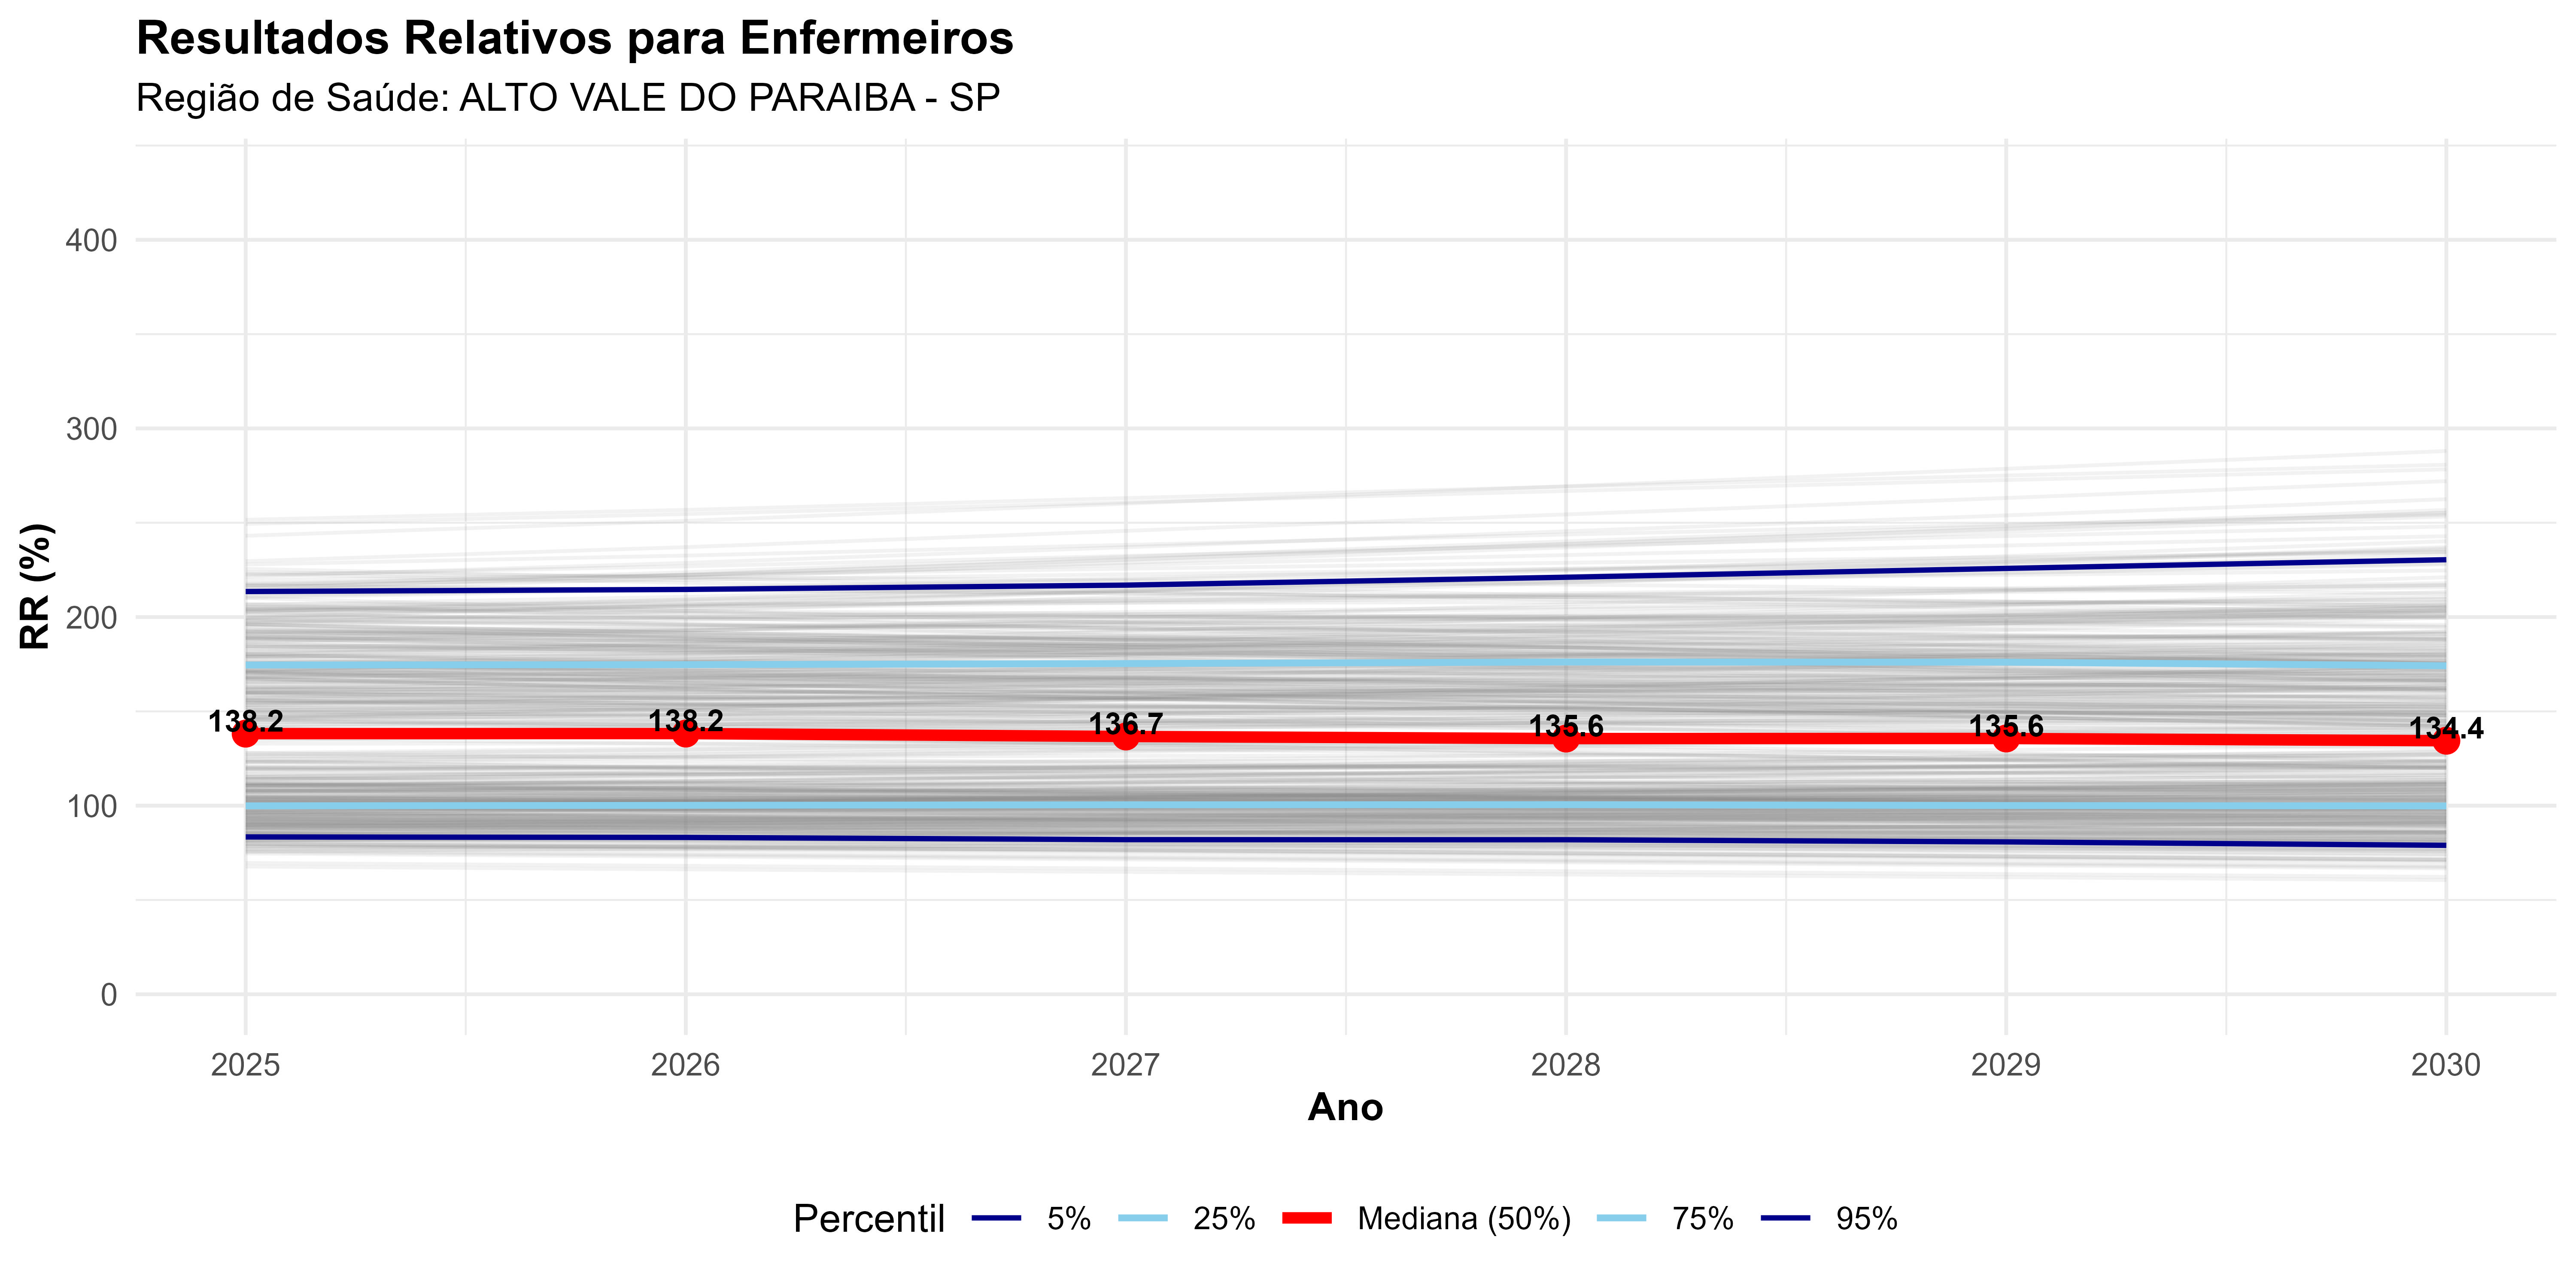 Resultados Relativos para Enfermeiros
Região de Saúde: ALTO VALE DO PARAIBA - SP
RR (%)
400
300
200
100
0
138.2 138.2 136.7 135.6 135.6 134.4
2025 2026 2027 2028 2029 2030
Ano
Percentil 5% 25% Mediana (50%) 75% 95%